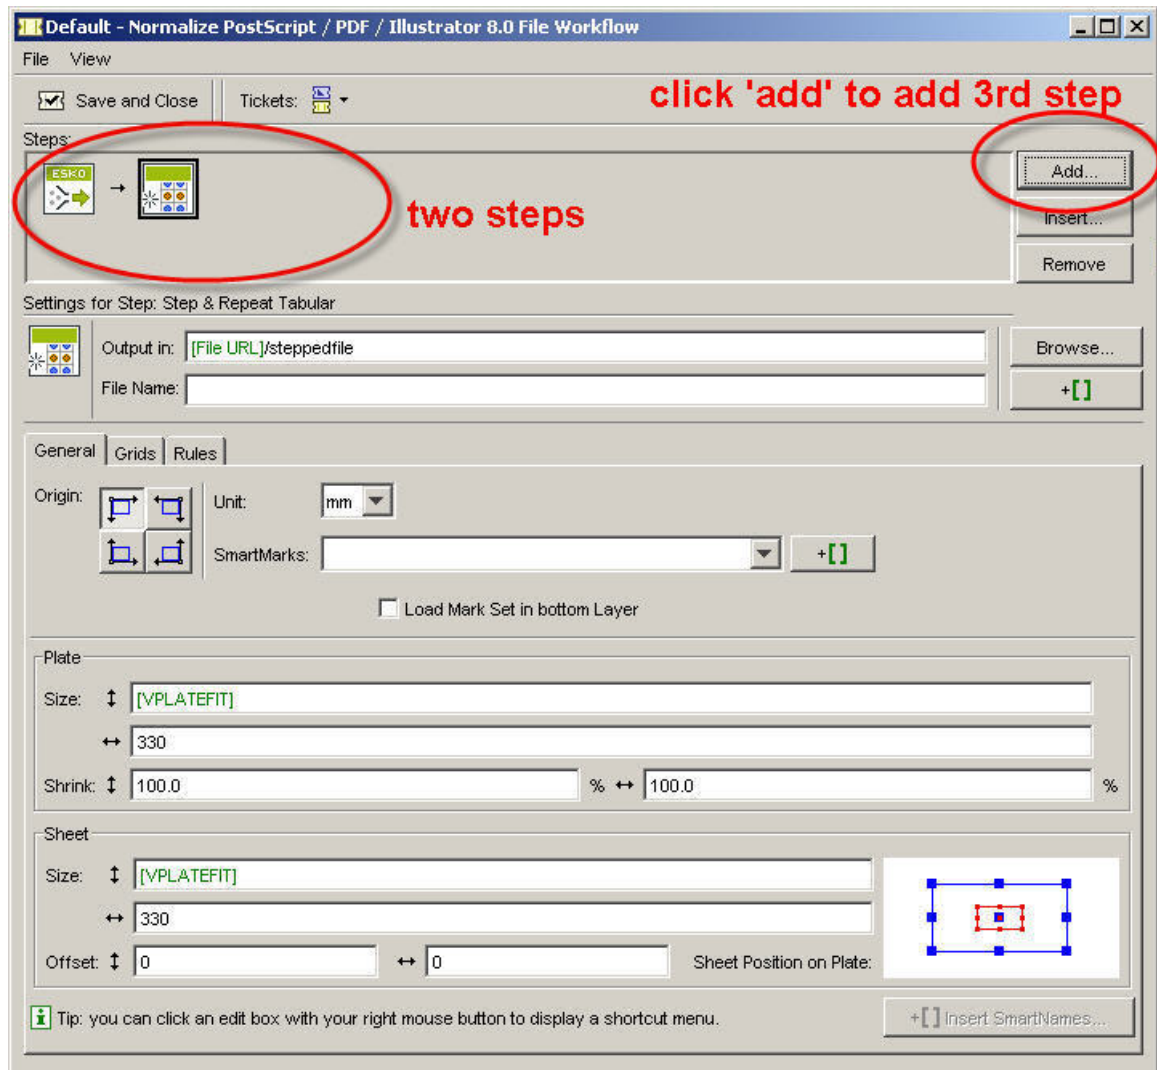 Default - Normalize PostScript / PDF / Illustrator 8.0 File Workflow
File View
Save and Close Tickets:
click 'add' to add 3rd step
Steps:
ESKO
Add...
two steps
Insert...
Remove
Settings for Step: Step & Repeat Tabular
Output in: [File URL]/steppedfile Browse...
File Name: +[]
General Grids Rules
Origin: Unit: mm
SmartMarks: +[]
Load Mark Set in bottom Layer
Plate
Size: [VPLATEFIT]
330
Shrink: 100.0 % 100.0 %
Sheet
Size: [VPLATEFIT]
330
Offset: 0 0 Sheet Position on Plate:
Tip: you can click an edit box with your right mouse button to display a shortcut menu. +[] Insert SmartNames...